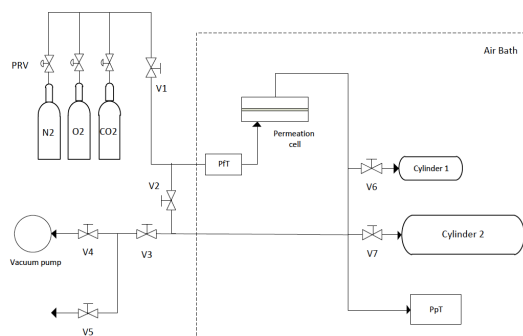 Air Bath
PRV
V1
N2
O2
CO2
PfT
Permeation
cell
V2
V6
Cylinder 1
V4
V3
V7
Cylinder 2
Vacuum pump
V5
PpT